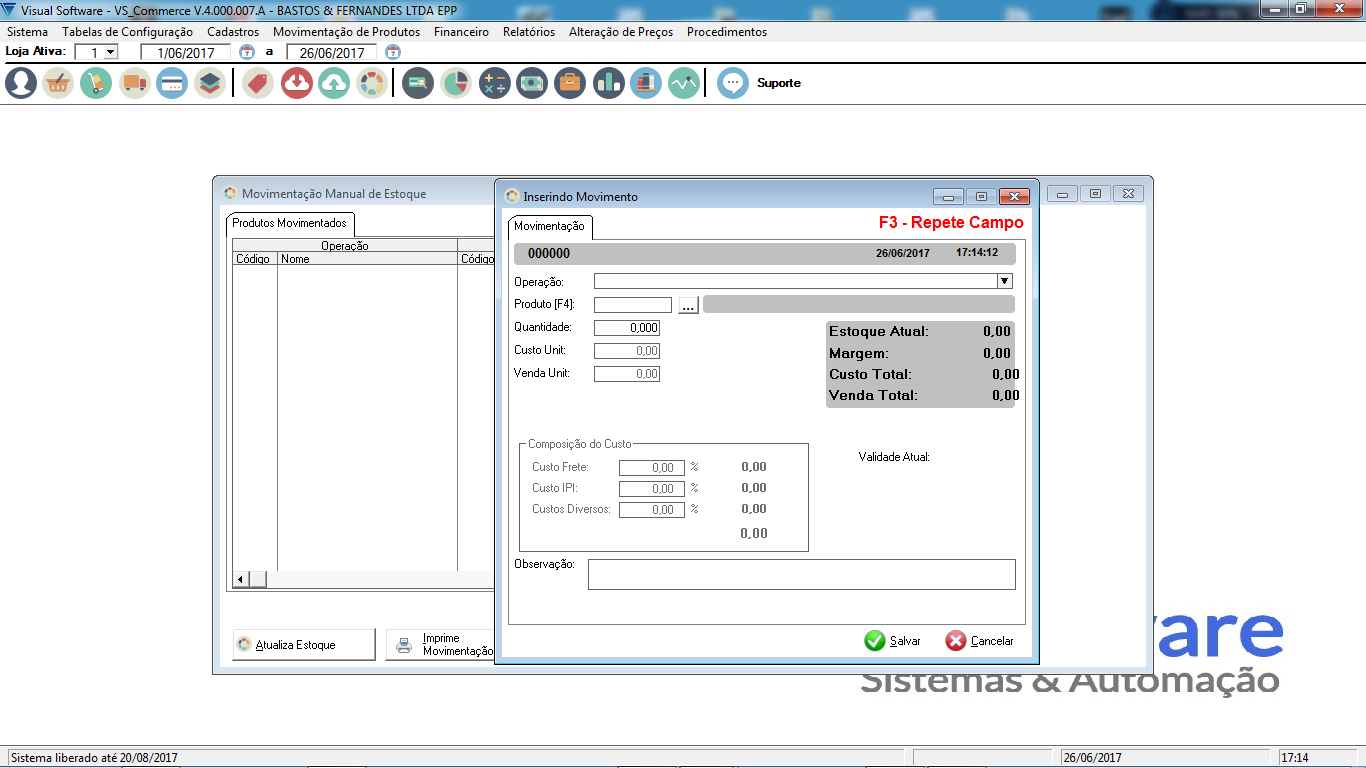 Visual Software - VS_Commerce V.4.000.007.A - BASTOS & FERNANDES LTDA EPP
Sistema Tabelas de Configuração Cadastros Movimentação de Produtos Financeiro Relatórios Alteração de Preços Procedimentos
Loja Ativa: 1 1/06/2017 a 26/06/2017
Suporte
Movimentação Manual de Estoque
Produtos Movimentados
Operação
Código Nome Código
Atualiza Estoque
Imprime
Movimentação
Inserindo Movimento
Movimentação F3 - Repete Campo
000000 26/06/2017 17:14:12
Operação:
Produto [F4]: ...
Quantidade: 0,000
Custo Unit: 0,00
Venda Unit: 0,00
Estoque Atual: 0,00
Margem: 0,00
Custo Total: 0,00
Venda Total: 0,00
Composição do Custo
Custo Frete: 0,00 % 0,00
Custo IPI: 0,00 % 0,00
Custos Diversos: 0,00 % 0,00
0,00
Validade Atual:
Observação:
Salvar Cancelar
ware
Sistemas & Automação
Sistema liberado até 20/08/2017 26/06/2017 17:14